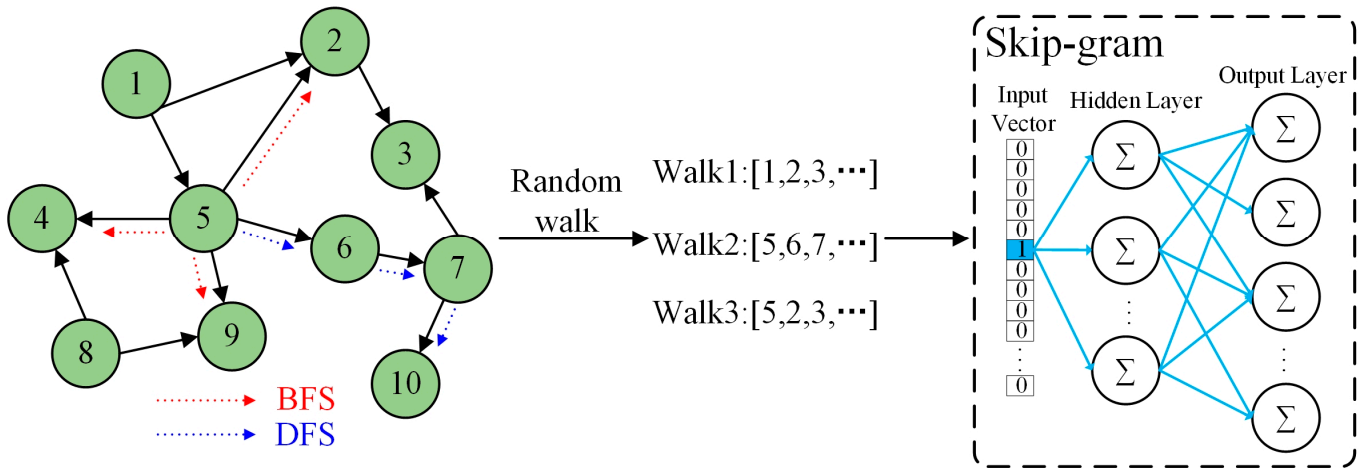 1
2
3
4
5
6
7
8
9
10
BFS
DFS
Random
walk
Walk1:[1,2,3,⋯]
Walk2:[5,6,7,⋯]
Walk3:[5,2,3,⋯]
Skip-gram
Input
Vector
Hidden Layer
Output Layer
0
0
0
0
0
1
0
0
0
0
⋮
0
Σ
Σ
⋮
Σ
Σ
Σ
Σ
⋮
Σ